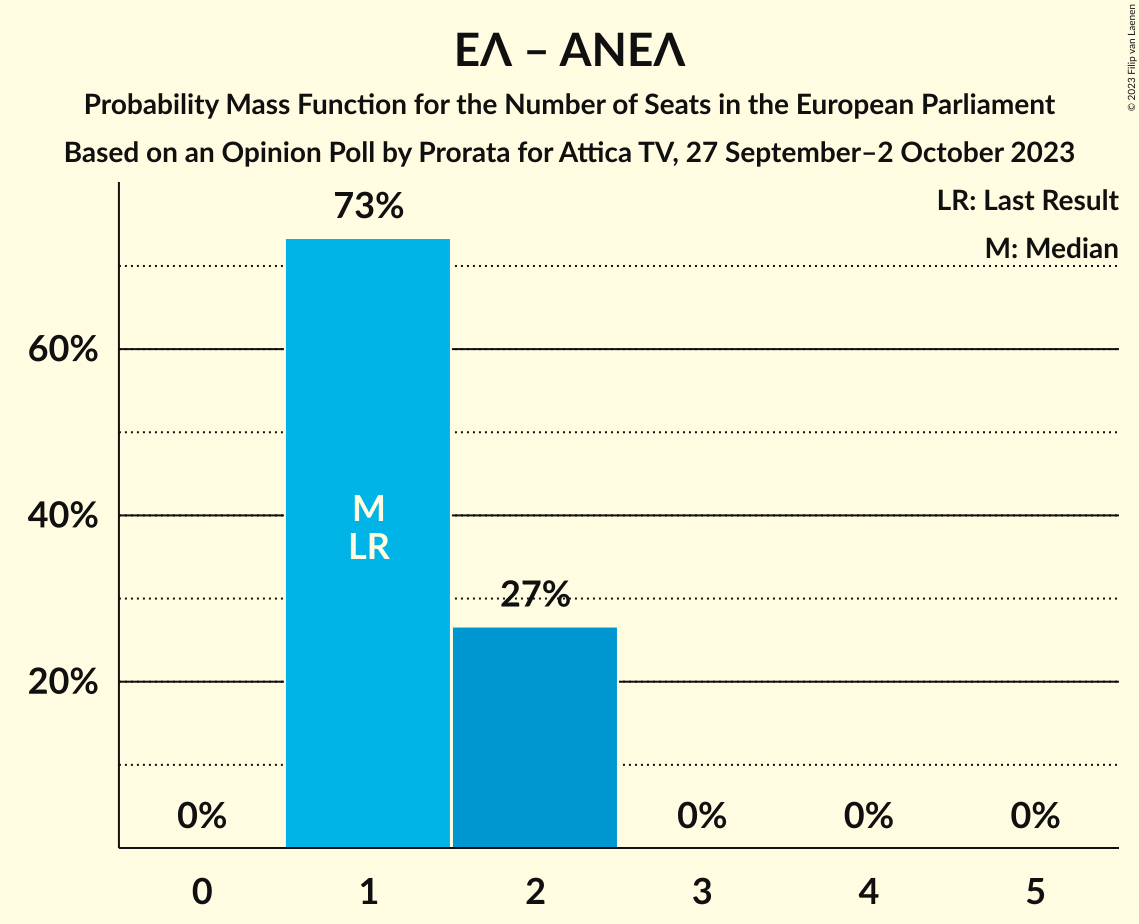 ΕΛ – ΑΝΕΛ
Probability Mass Function for the Number of Seats in the European Parliament
Based on an Opinion Poll by Prorata for Attica TV, 27 September–2 October 2023
© 2023 Filip van Laenen
LR: Last Result
M: Median
73%
60%
40%
M
LR
27%
20%
0%
0%
0%
0%
0
1
2
3
4
5